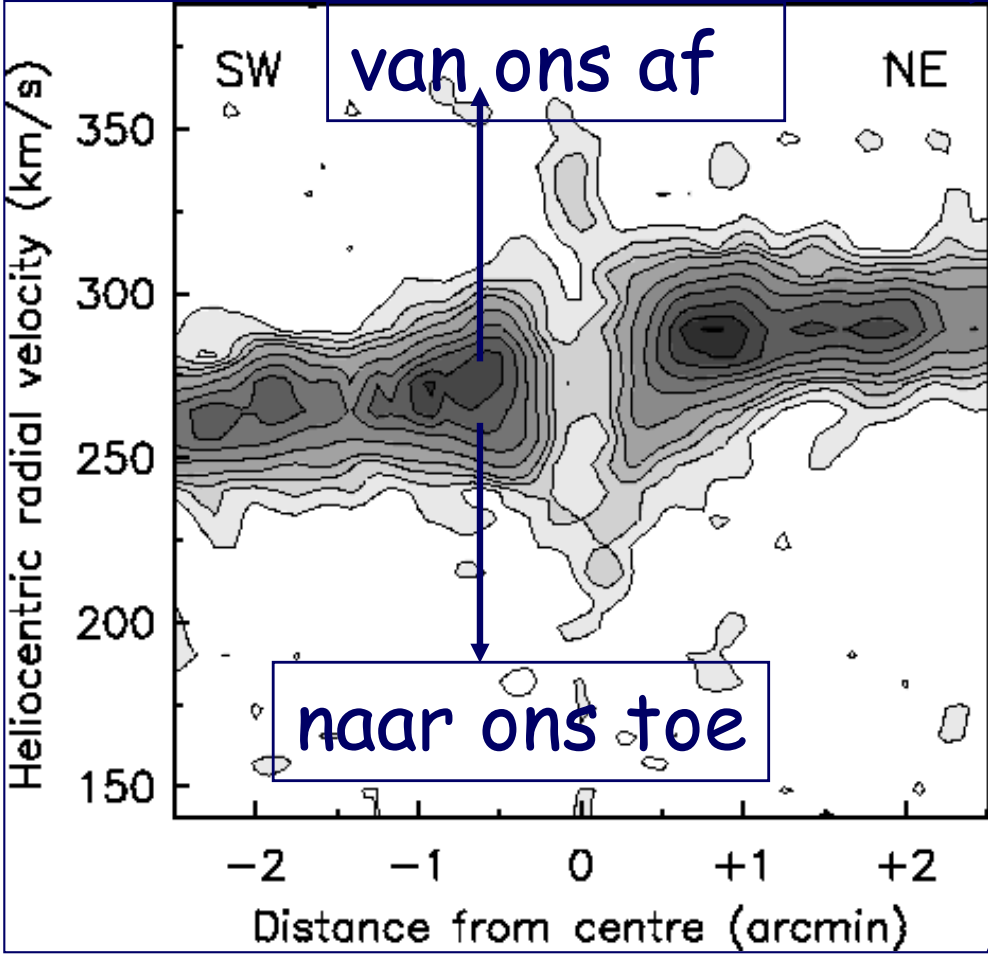 SW
van ons af
NE
Heliocentric radial velocity (km/s)
350
300
250
200
150
naar ons toe
−2 −1 0 +1 +2
Distance from centre (arcmin)